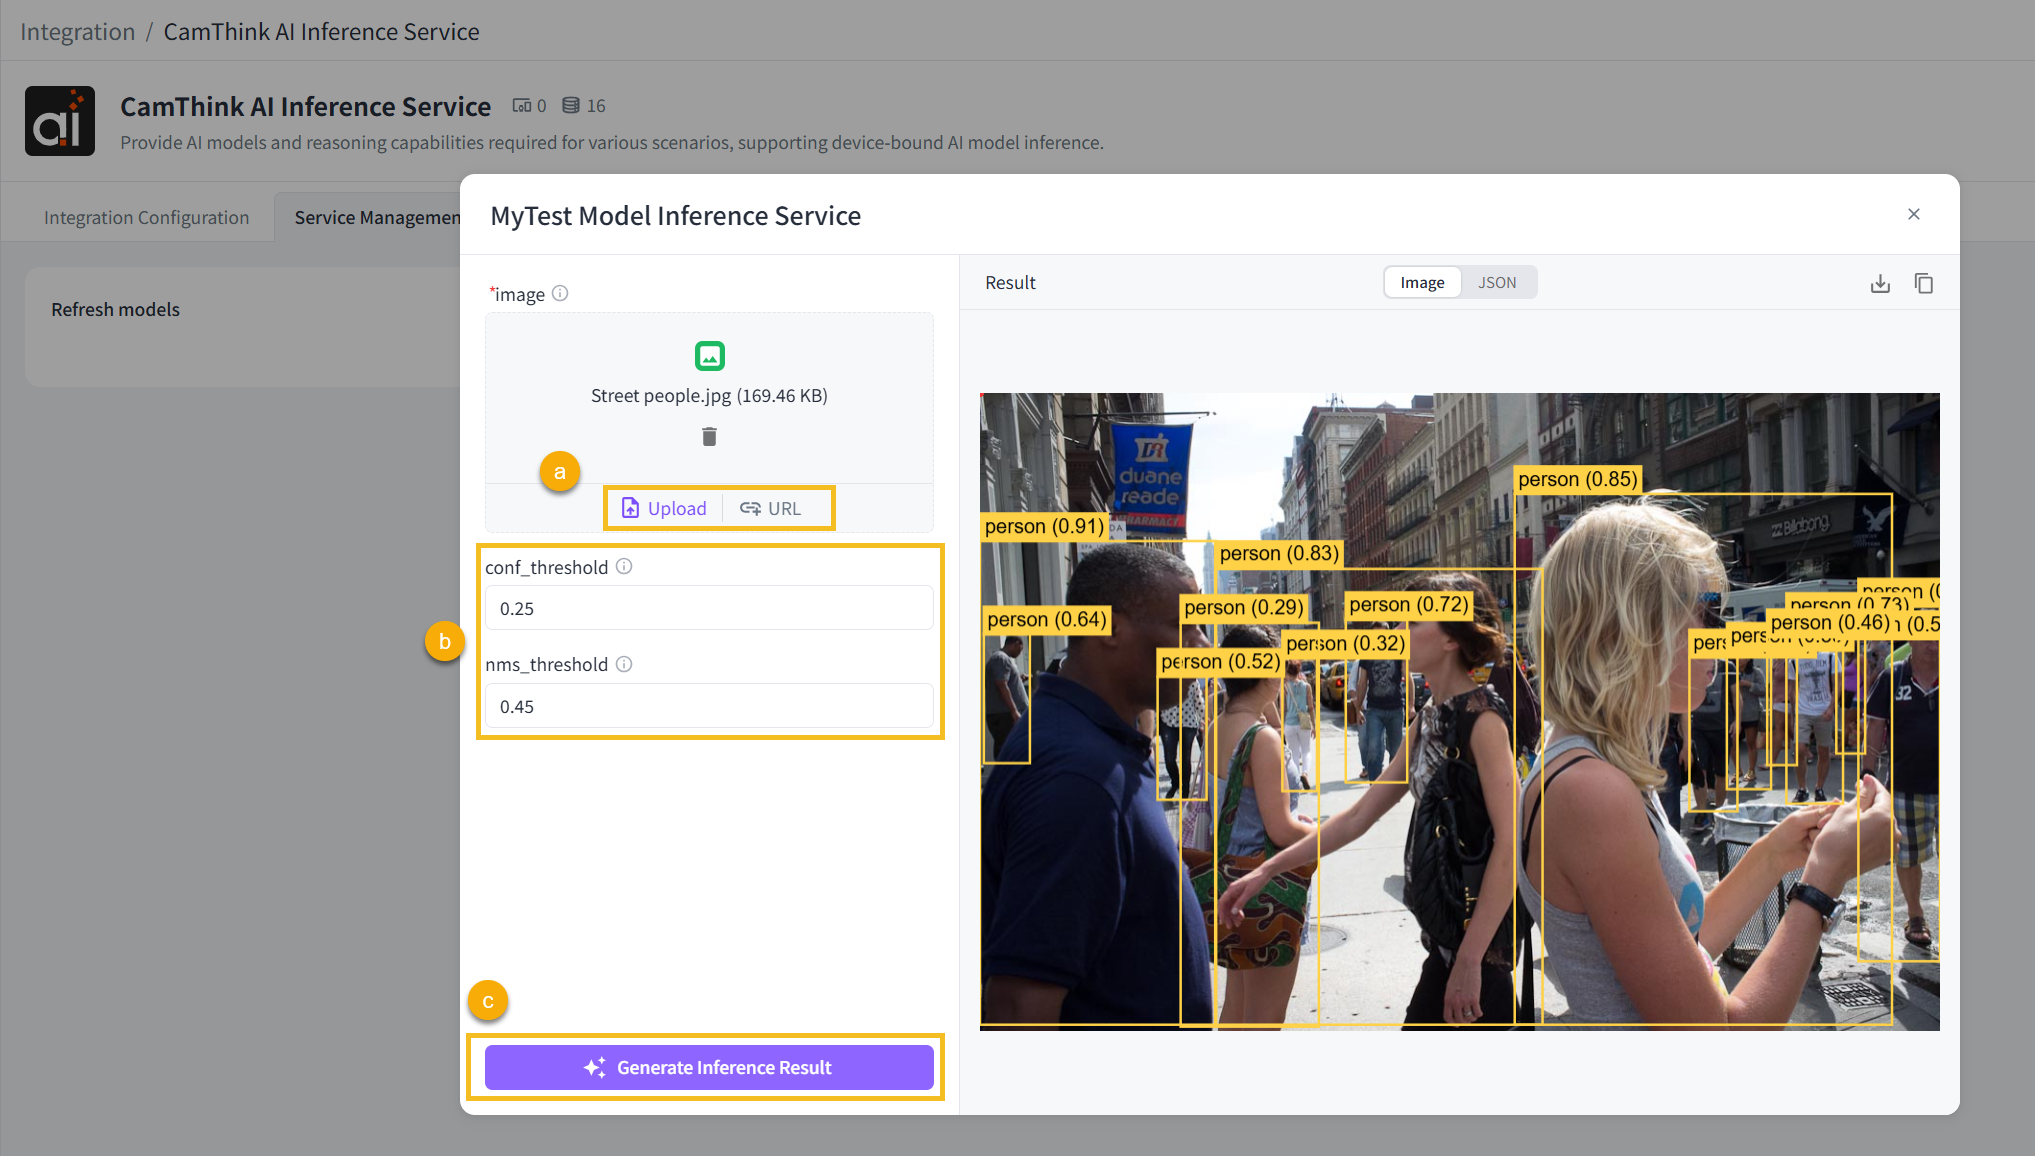 Integration / CamThink AI Inference Service
ai
CamThink AI Inference Service 0 16
Provide AI models and reasoning capabilities required for various scenarios, supporting device-bound AI model inference.
Integration Configuration
Service Managemen
Refresh models
MyTest Model Inference Service
*image
Street people.jpg (169.46 KB)
a
Upload
URL
b
conf_threshold
0.25
nms_threshold
0.45
c
Generate Inference Result
Result
Image
JSON
duane
reade
PHARMACY
Billabong
32
person (0.85)
person (0.91)
person (0.83)
person (0.64)
person (0.29)
person (0.72)
person (0.32)
person (0.52)
person (0.73)
person (0.46)